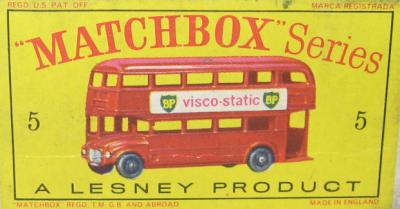 REGD. U.S. PAT. OFF. MARCA REGISTRADA
"MATCHBOX" Series
BP visco-static BP
5 5
A LESNEY PRODUCT
"MATCHBOX" REGD. T.M. G.B. AND ABROAD MADE IN ENGLAND